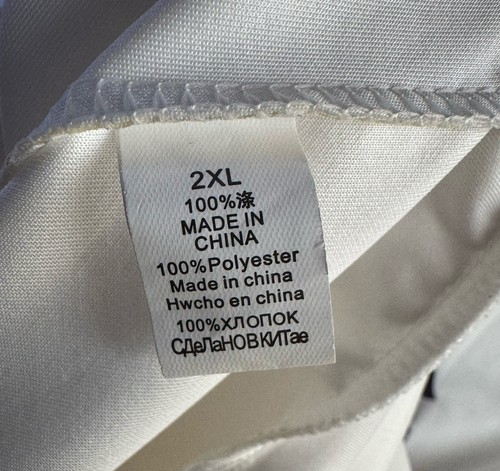 2XL
100%涤
MADE IN
CHINA
100%Polyester
Made in china
Hwcho en china
100%ХЛОПОК
СДеЛаНОВКИТае